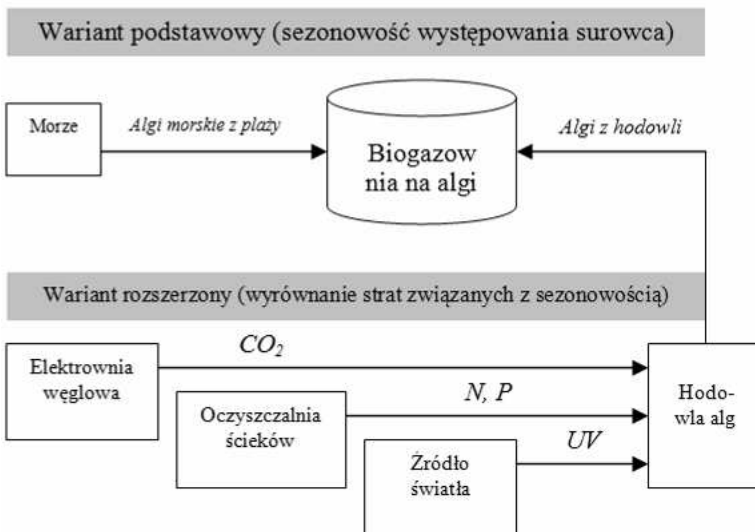 Wariant podstawowy (sezonowość występowania surowca)
Morze
Algi morskie z plaży
Biogazow
nia na algi
Algi z hodowli
Wariant rozszerzony (wyrównanie strat związanych z sezonowością)
Elektrownia
węglowa
CO₂
Oczyszczalnia
ścieków
N, P
Źródło
światła
UV
Hodo-
wla alg